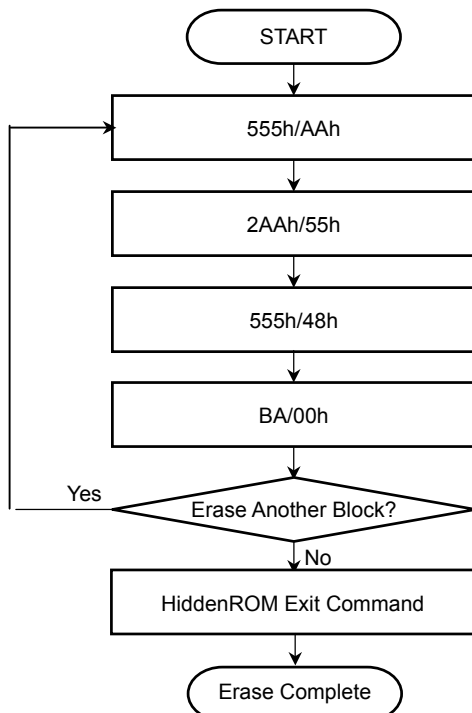 START
555h/AAh
2AAh/55h
555h/48h
BA/00h
Yes
Erase Another Block?
No
HiddenROM Exit Command
Erase Complete